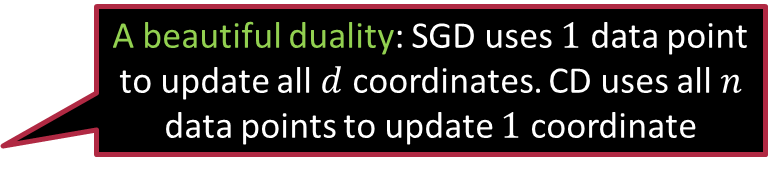 A beautiful duality: SGD uses 1 data point
to update all d coordinates. CD uses all n
data points to update 1 coordinate